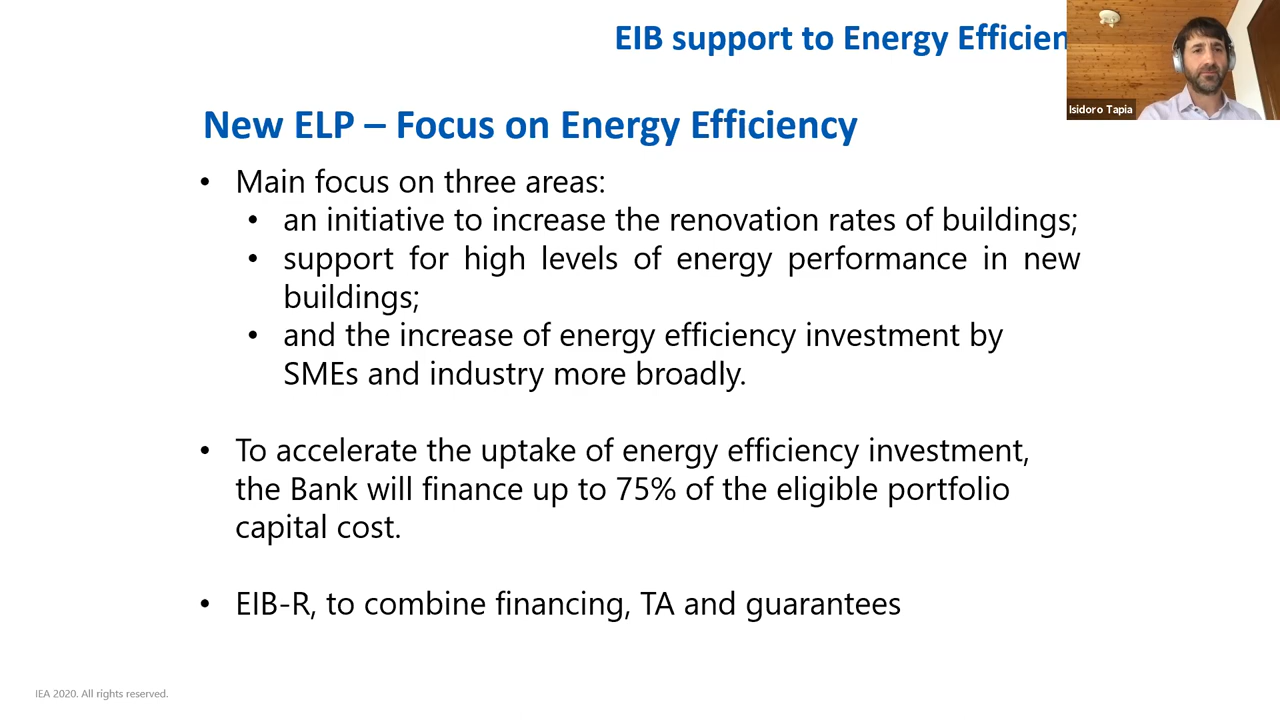 EIB support to Energy Efficien
Isidoro Tapia
New ELP – Focus on Energy Efficiency
• Main focus on three areas:
• an initiative to increase the renovation rates of buildings;
• support for high levels of energy performance in new
buildings;
• and the increase of energy efficiency investment by
SMEs and industry more broadly.
• To accelerate the uptake of energy efficiency investment,
the Bank will finance up to 75% of the eligible portfolio
capital cost.
• EIB-R, to combine financing, TA and guarantees
IEA 2020. All rights reserved.